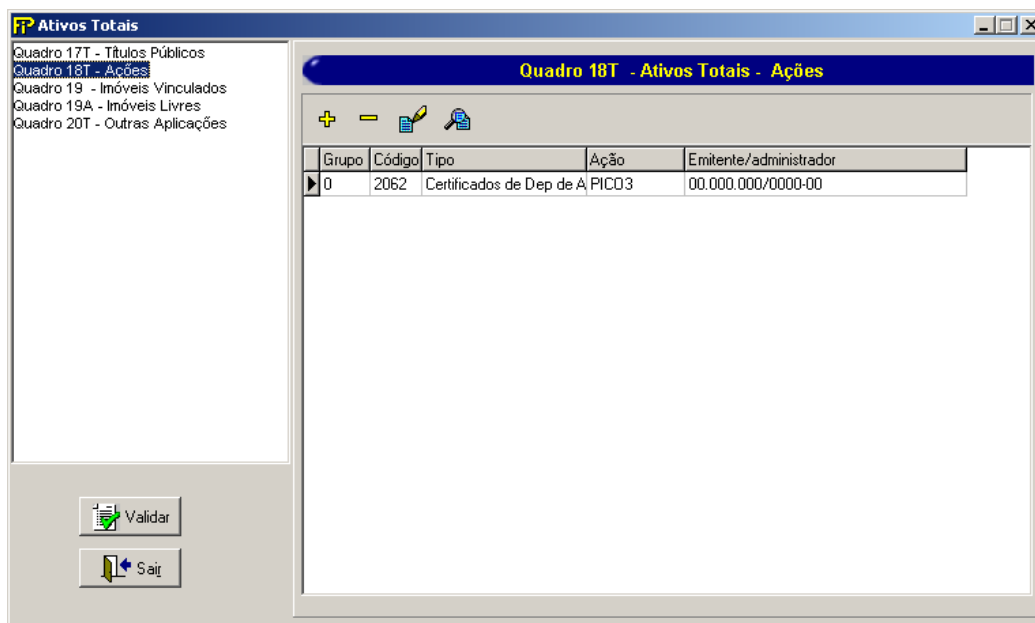 FIP Ativos Totais
Quadro 17T - Títulos Públicos
Quadro 18T - Ações
Quadro 19 - Imóveis Vinculados
Quadro 19A - Imóveis Livres
Quadro 20T - Outras Aplicações
Quadro 18T - Ativos Totais - Ações
Grupo Código Tipo Ação Emitente/administrador
0 2062 Certificados de Dep de A PICO3 00.000.000/0000-00
Validar
Sair